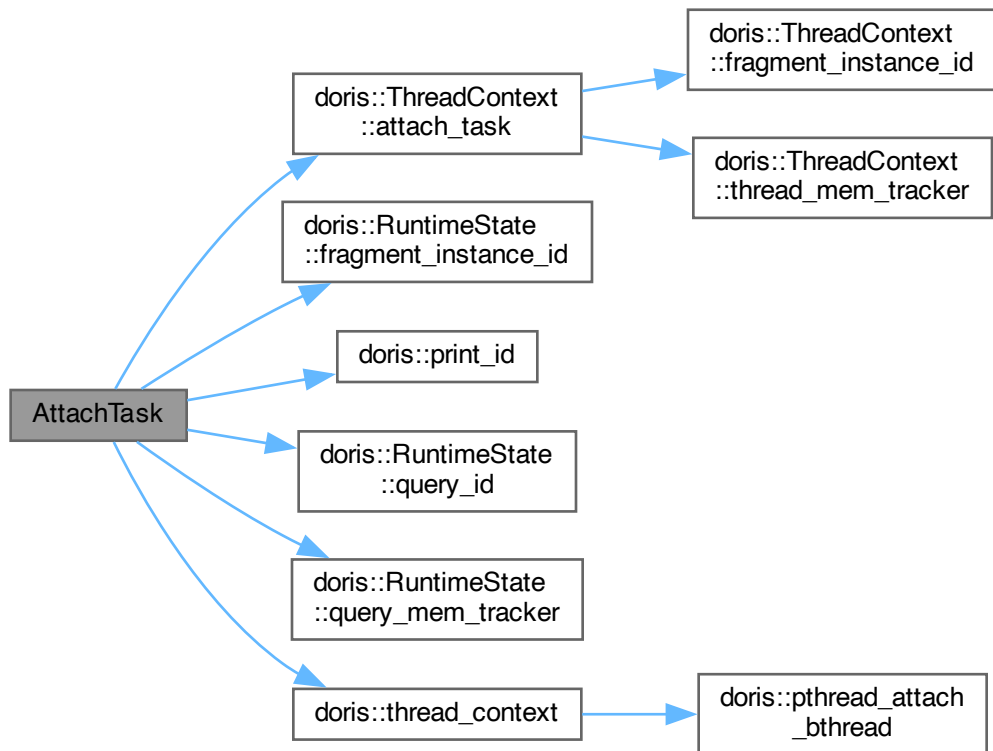 AttachTask
doris::ThreadContext
::attach_task
doris::RuntimeState
::fragment_instance_id
doris::print_id
doris::RuntimeState
::query_id
doris::RuntimeState
::query_mem_tracker
doris::thread_context
doris::ThreadContext
::fragment_instance_id
doris::ThreadContext
::thread_mem_tracker
doris::pthread_attach
_bthread